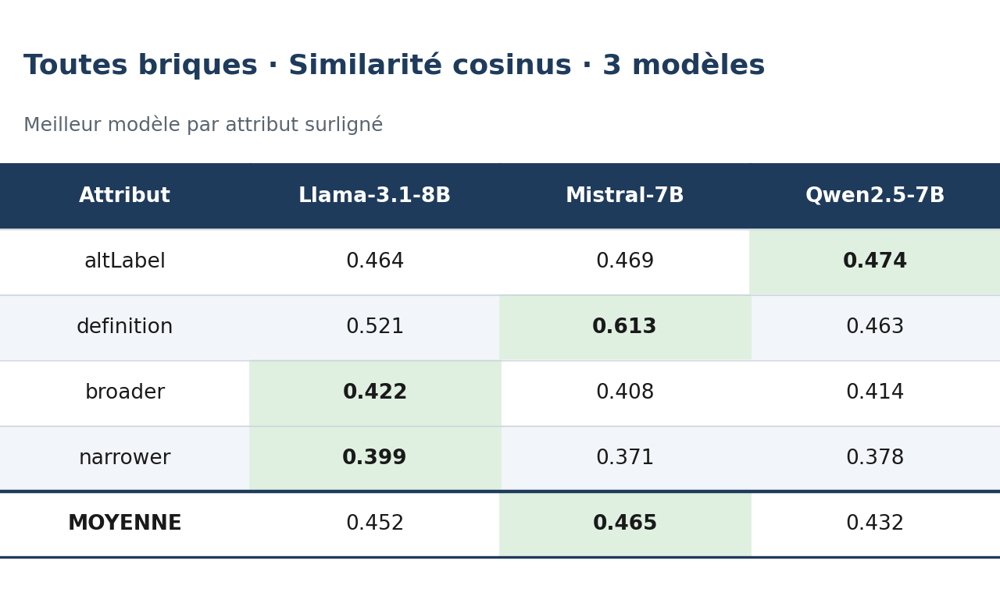 Toutes briques · Similarité cosinus · 3 modèles
Meilleur modèle par attribut surligné
Attribut Llama-3.1-8B Mistral-7B Qwen2.5-7B
altLabel 0.464 0.469 0.474
definition 0.521 0.613 0.463
broader 0.422 0.408 0.414
narrower 0.399 0.371 0.378
MOYENNE 0.452 0.465 0.432